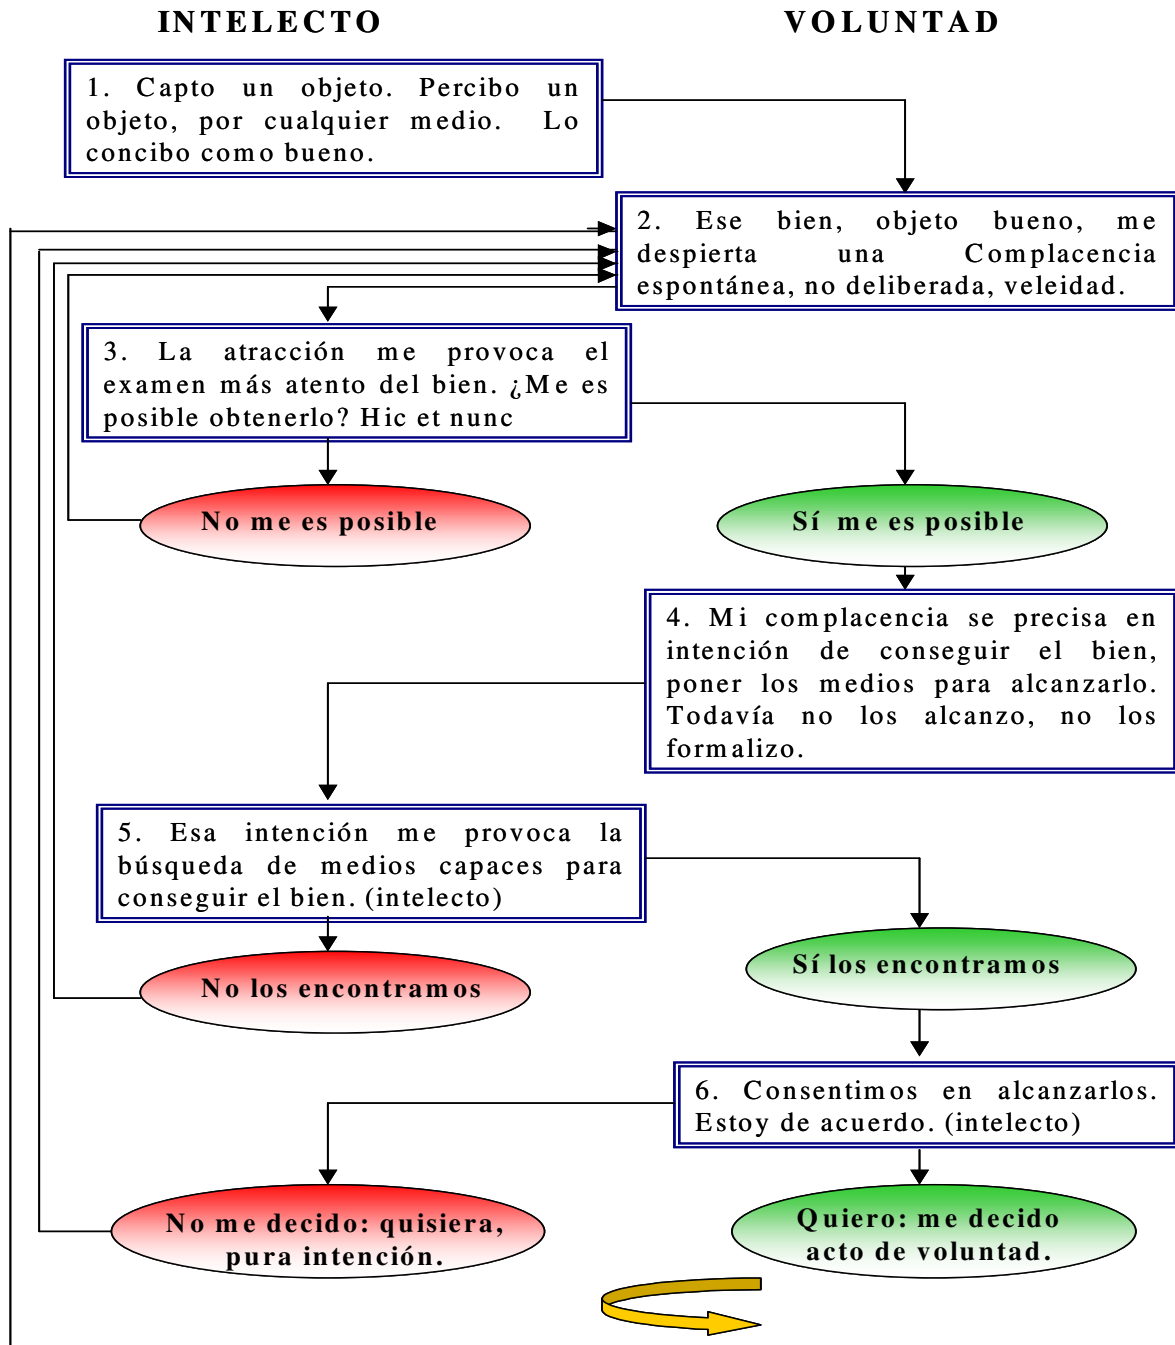 INTELECTO
VOLUNTAD
1. Capto un objeto. Percibo un
objeto, por cualquier medio. Lo
concibo como bueno.
2. Ese bien, objeto bueno, me
despierta una Complacencia
espontánea, no deliberada, veleidad.
3. La atracción me provoca el
examen más atento del bien. ¿Me es
posible obtenerlo? Hic et nunc
No me es posible
Sí me es posible
4. Mi complacencia se precisa en
intención de conseguir el bien,
poner los medios para alcanzarlo.
Todavía no los alcanzo, no los
formalizo.
5. Esa intención me provoca la
búsqueda de medios capaces para
conseguir el bien. (intelecto)
No los encontramos
Sí los encontramos
6. Consentimos en alcanzarlos.
Estoy de acuerdo. (intelecto)
No me decido: quisiera,
pura intención.
Quiero: me decido
acto de voluntad.